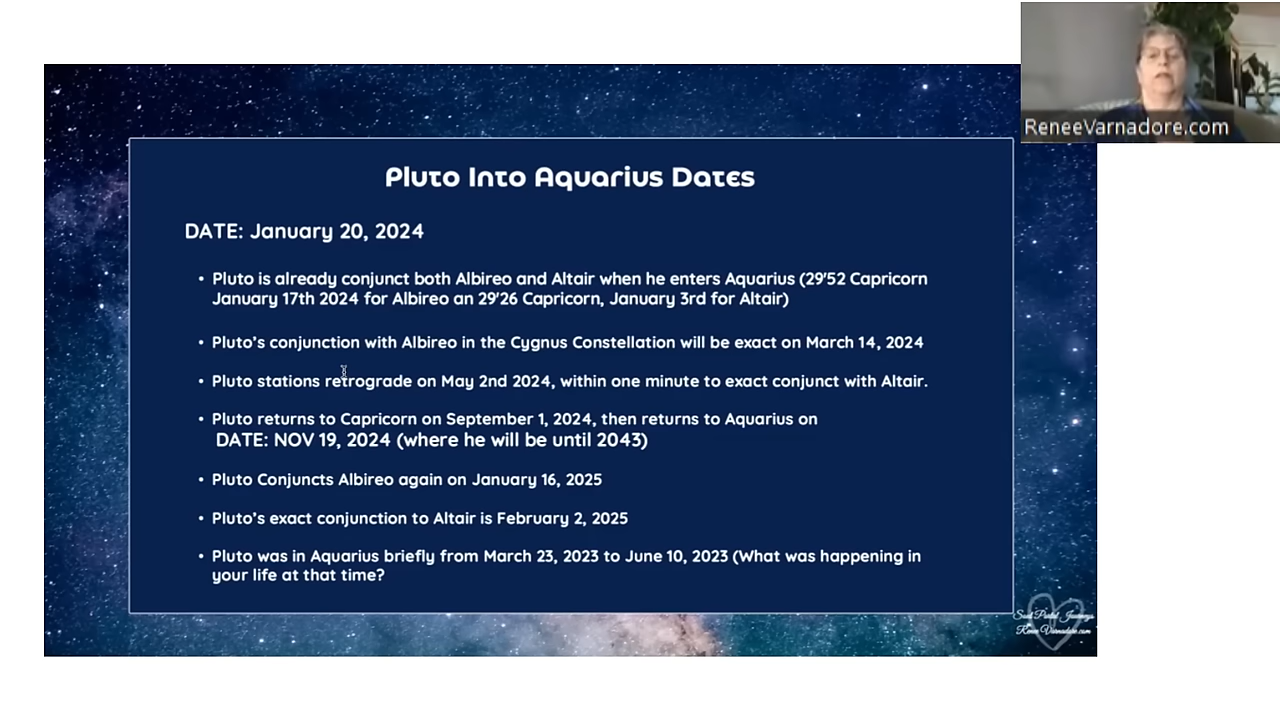 Pluto Into Aquarius Dates
DATE: January 20, 2024
• Pluto is already conjunct both Albireo and Altair when he enters Aquarius (29'52 Capricorn
January 17th 2024 for Albireo an 29'26 Capricorn, January 3rd for Altair)
• Pluto's conjunction with Albireo in the Cygnus Constellation will be exact on March 14, 2024
• Pluto stations retrograde on May 2nd 2024, within one minute to exact conjunct with Altair.
• Pluto returns to Capricorn on September 1, 2024, then returns to Aquarius on
DATE: NOV 19, 2024 (where he will be until 2043)
• Pluto Conjuncts Albireo again on January 16, 2025
• Pluto's exact conjunction to Altair is February 2, 2025
• Pluto was in Aquarius briefly from March 23, 2023 to June 10, 2023 (What was happening in
your life at that time?
ReneeVarnadore.com
Soul Portal Journeys
Renee Varnadore.com